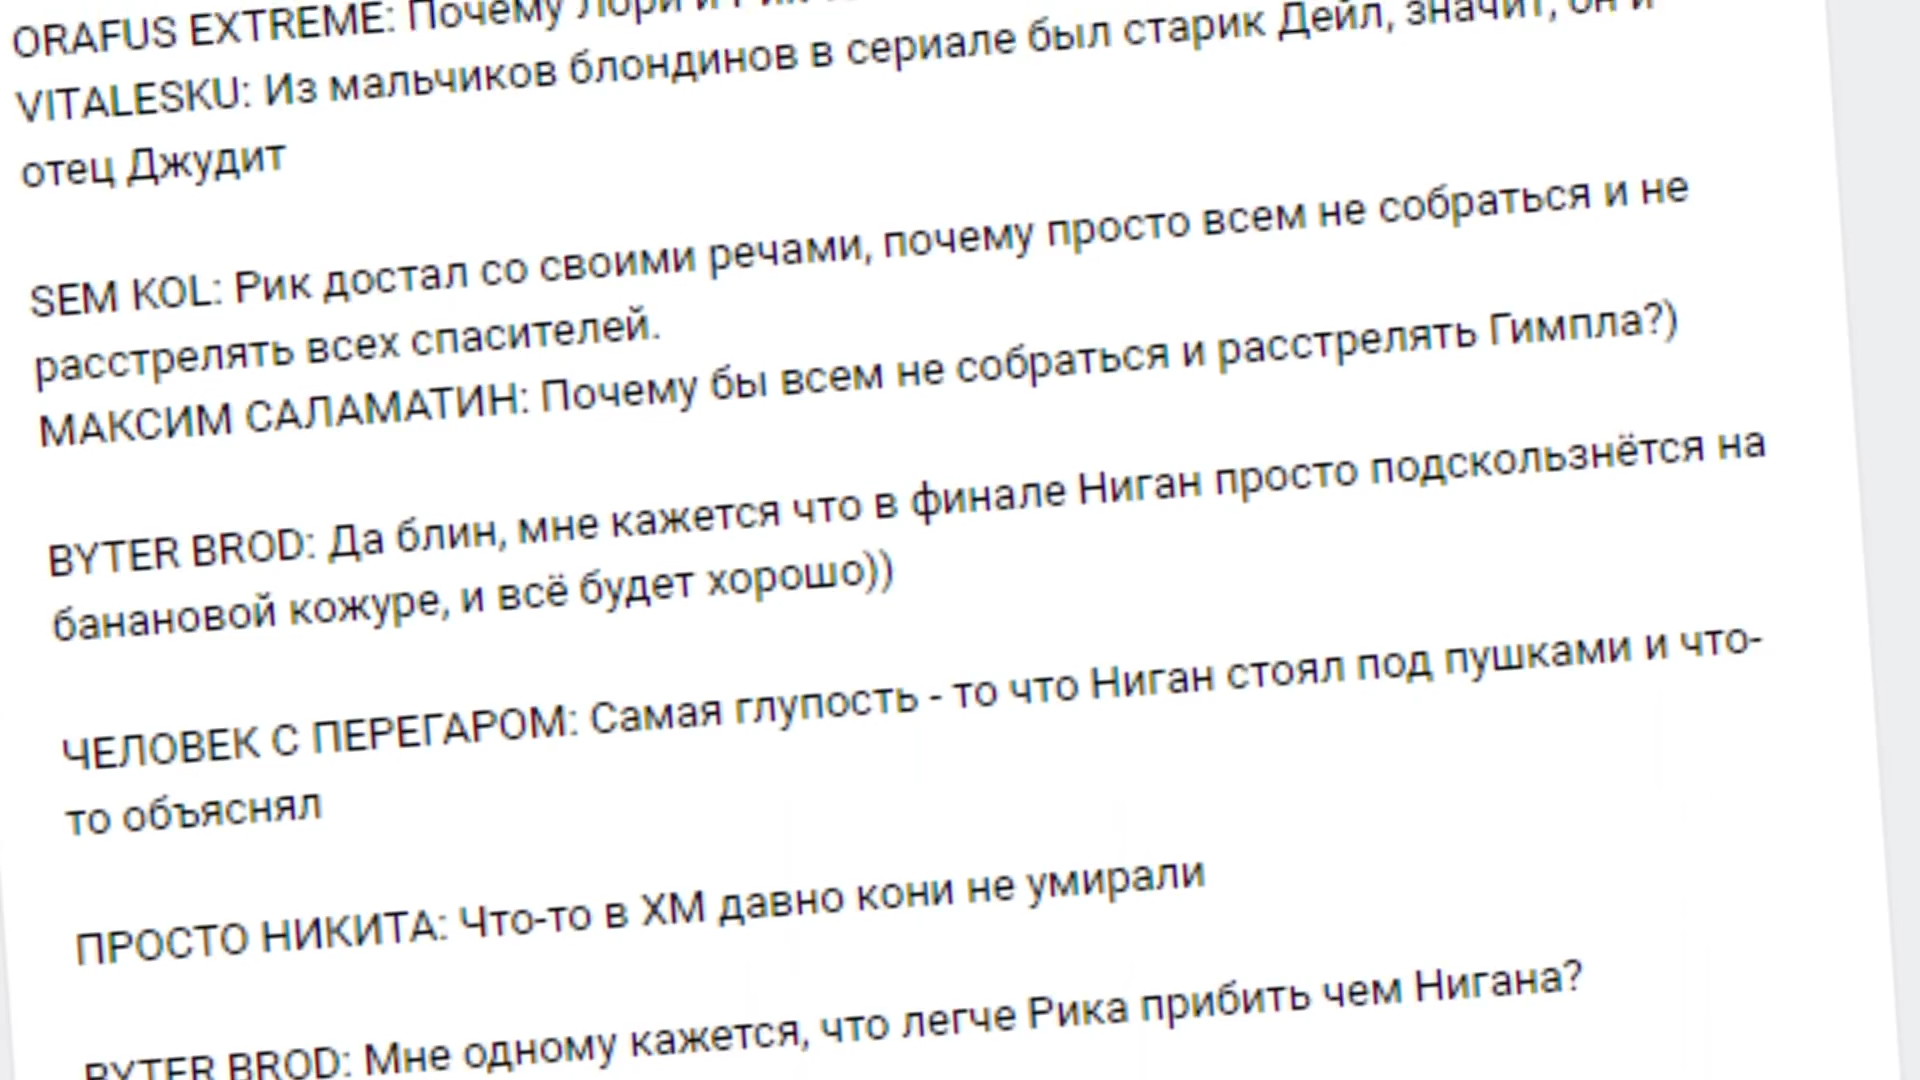 ORAFUS EXTREME: Почему Лори и
VITALESKU: Из мальчиков блондинов в сериале был старик Дейл, значит, он и
отец Джудит
SEM KOL: Рик достал со своими речами, почему просто всем не собраться и не
расстрелять всех спасителей.
МАКСИМ САЛАМАТИН: Почему бы всем не собраться и расстрелять Гимпла?)
BYTER BROD: Да блин, мне кажется что в финале Ниган просто подскользнётся на
банановой кожуре, и всё будет хорошо))
ЧЕЛОВЕК С ПЕРЕГАРОМ: Самая глупость - то что Ниган стоял под пушками и что-
то объяснял
ПРОСТО НИКИТА: Что-то в ХМ давно кони не умирали
BYTER BROD: Мне одному кажется, что легче Рика прибить чем Нигана?